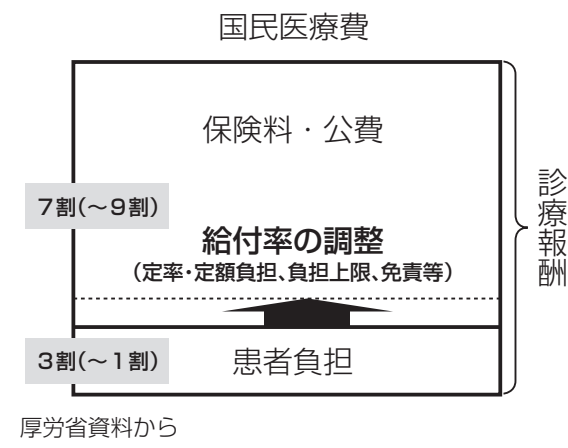 国民医療費
保険料・公費
7割(～9割)
給付率の調整
(定率・定額負担、負担上限、免責等)
診療報酬
3割(～1割)
患者負担
厚労省資料から